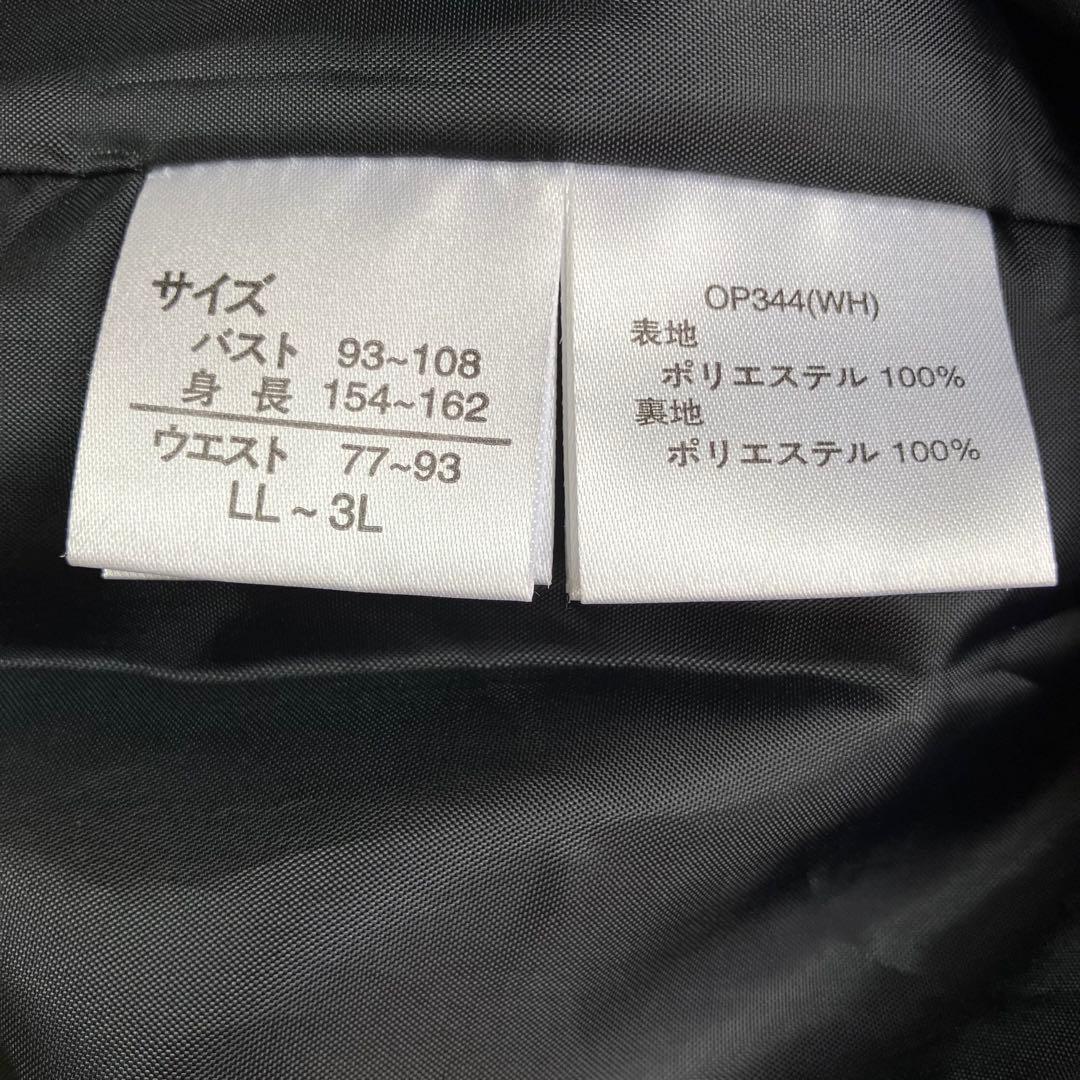 サイズ
バスト 93~108
身長 154~162
ウエスト 77~93
LL~3L
OP344(WH)
表地
ポリエステル 100%
裏地
ポリエステル 100%